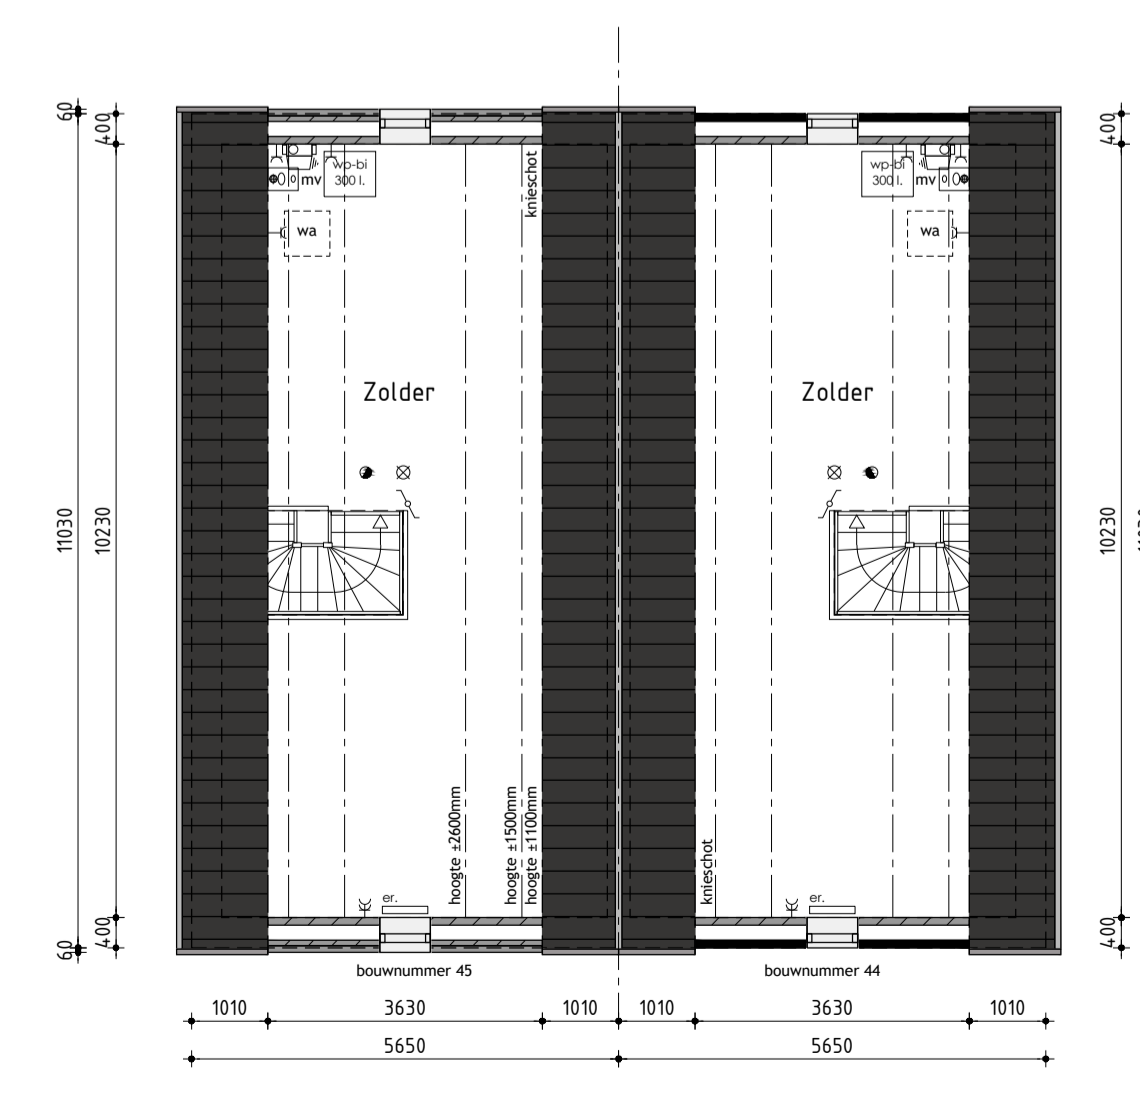 60
400
400
wp-bi
300 l.
mv
knieschot
wp-bi
300 l.
mv
wa
wa
Zolder
Zolder
11030
10230
10230
hoogte ±2600mm
hoogte ±1500mm
hoogte ±1100mm
knieschot
er.
er.
400
60
400
bouwnummer 45
bouwnummer 44
1010
3630
1010
1010
3630
1010
5650
5650